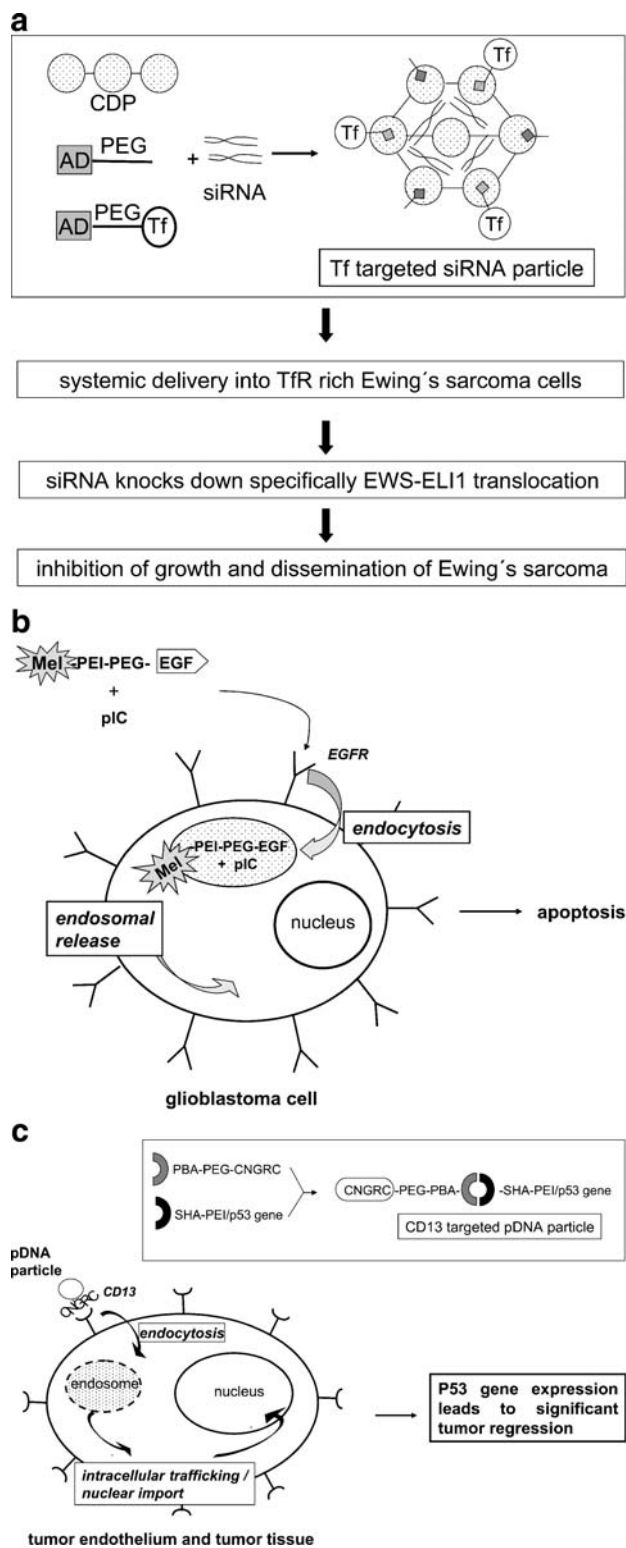 a
CDP
AD PEG
+ siRNA
AD PEG Tf
Tf
Tf
Tf
Tf targeted siRNA particle
systemic delivery into TfR rich Ewing´s sarcoma cells
siRNA knocks down specifically EWS-ELI1 translocation
inhibition of growth and dissemination of Ewing´s sarcoma
b
Mel -PEI-PEG- EGF
+
pIC
EGFR
endocytosis
-PEI-PEG-EGF
+ pIC
Mel
nucleus
endosomal
release
apoptosis
glioblastoma cell
c
PBA-PEG-CNGRC
SHA-PEI/p53 gene
CNGRC -PEG-PBA- -SHA-PEI/p53 gene
CD13 targeted pDNA particle
pDNA
particle
CNGRC
CD13
endocytosis
endosome
nucleus
P53 gene expression
leads to significant
tumor regression
intracellular trafficking /
nuclear import
tumor endothelium and tumor tissue